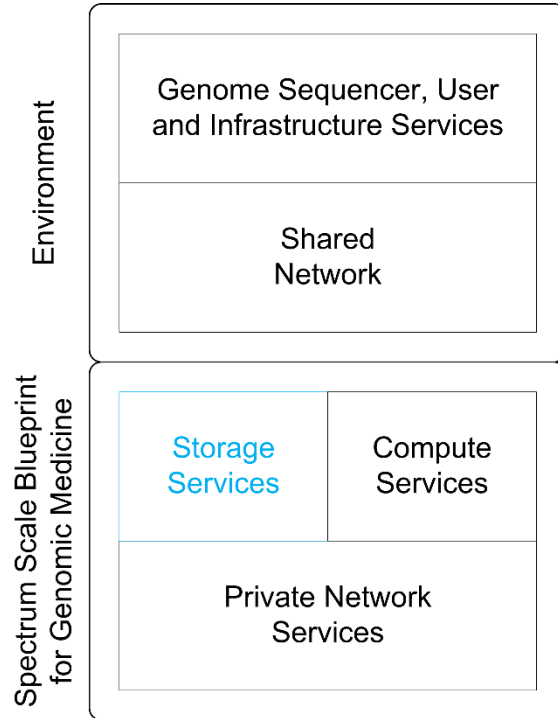 Environment
Genome Sequencer, User
and Infrastructure Services
Shared
Network
Spectrum Scale Blueprint
for Genomic Medicine
Storage
Services
Compute
Services
Private Network
Services